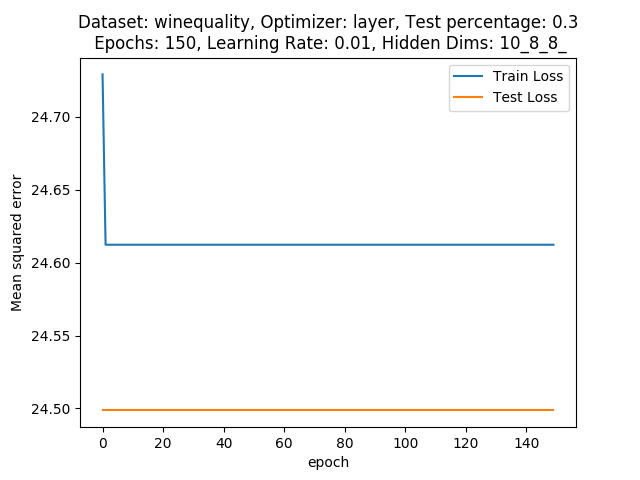 Dataset: winequality, Optimizer: layer, Test percentage: 0.3
Epochs: 150, Learning Rate: 0.01, Hidden Dims: 10_8_8_
Train Loss
Test Loss
24.70
24.65
24.60
24.55
24.50
Mean squared error
0 20 40 60 80 100 120 140
epoch